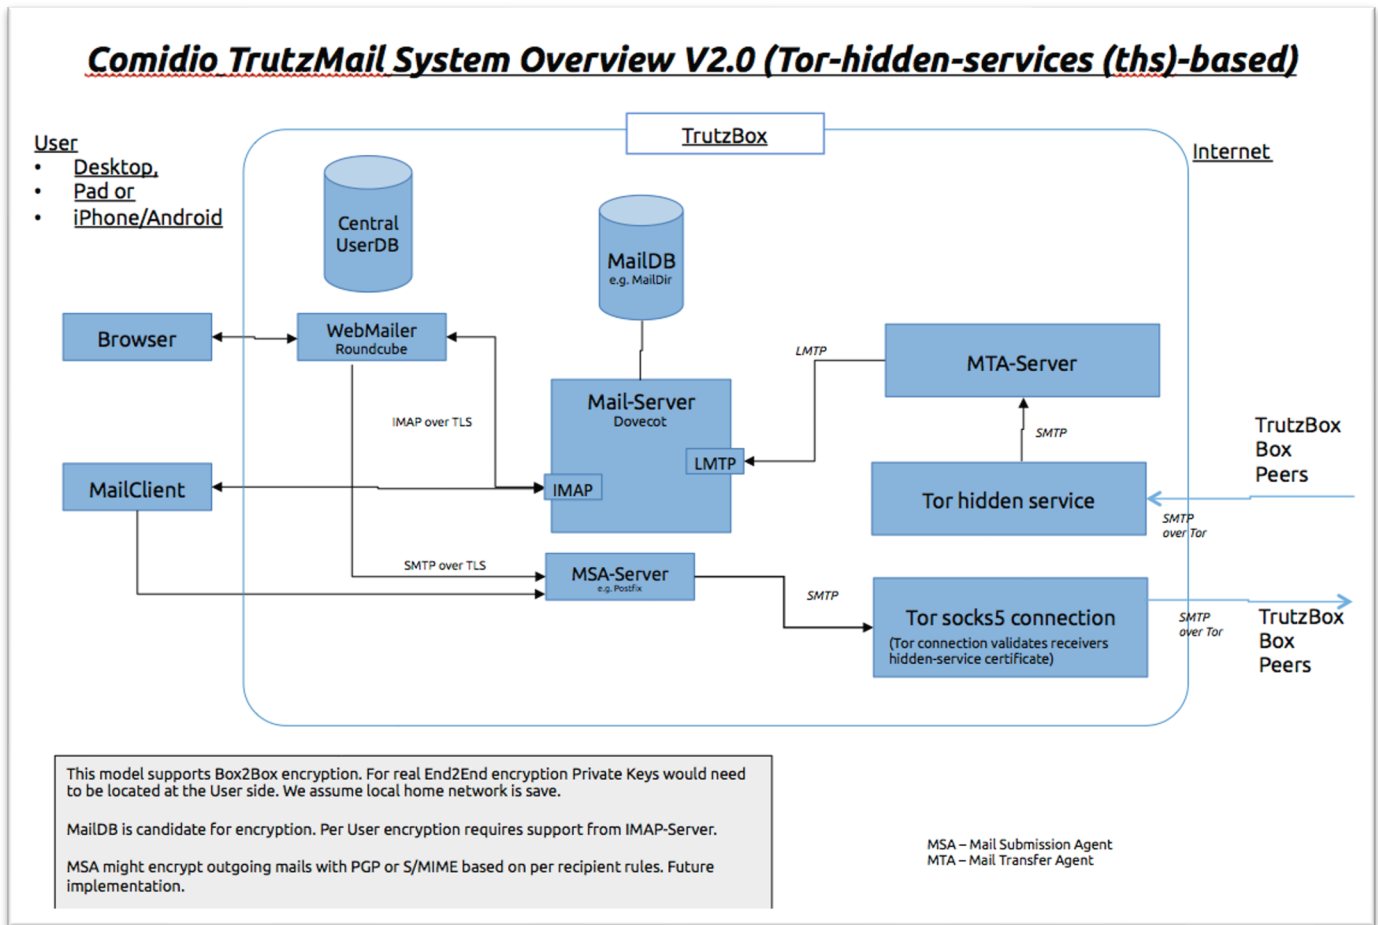 Comidio TrutzMail System Overview V2.0 (Tor-hidden-services (ths)-based)
TrutzBox
User
• Desktop,
• Pad or
• iPhone/Android
Internet
Central
UserDB
MailDB
e.g. MailDir
Browser
WebMailer
Roundcube
LMTP
MTA-Server
Mail-Server
Dovecot
IMAP over TLS
SMTP
TrutzBox
Box
Peers
LMTP
MailClient
IMAP
Tor hidden service
SMTP
over Tor
SMTP over TLS
MSA-Server
e.g. Postfix
SMTP
Tor socks5 connection
(Tor connection validates receivers
hidden-service certificate)
SMTP
over Tor
TrutzBox
Box
Peers
This model supports Box2Box encryption. For real End2End encryption Private Keys would need
to be located at the User side. We assume local home network is save.
MailDB is candidate for encryption. Per User encryption requires support from IMAP-Server.
MSA might encrypt outgoing mails with PGP or S/MIME based on per recipient rules. Future
implementation.
MSA – Mail Submission Agent
MTA – Mail Transfer Agent